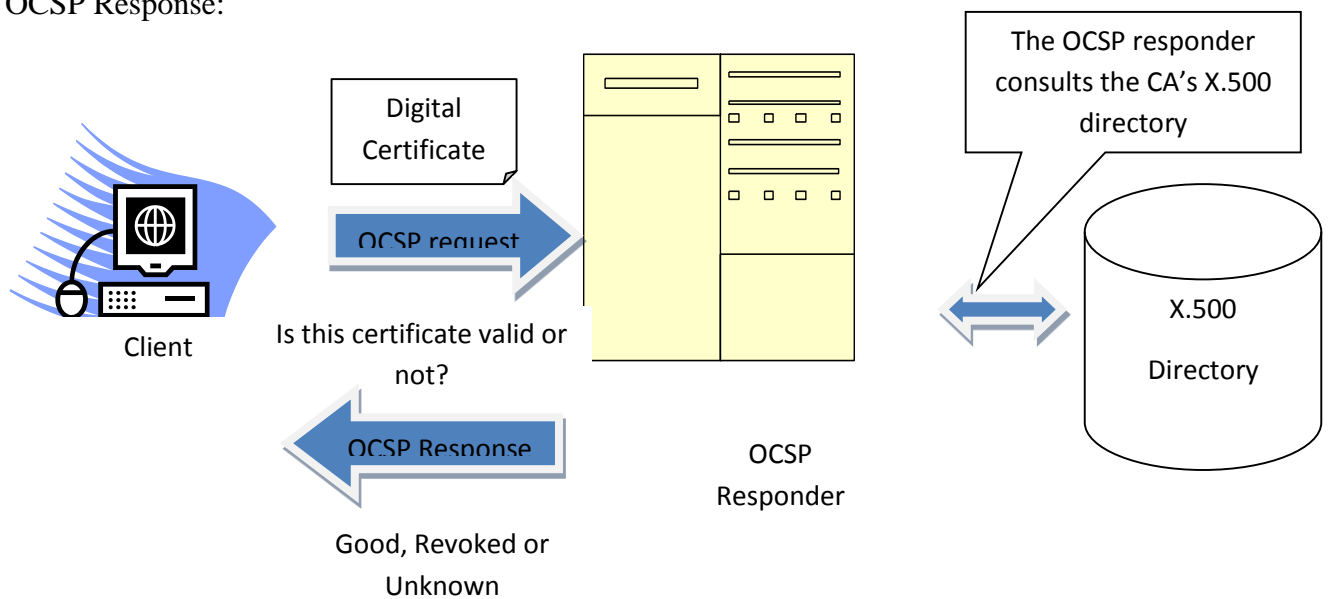 OCSP Response:
The OCSP responder
consults the CA's X.500
directory
Digital
Certificate
OCSP request
Client
Is this certificate valid or
not?
X.500
Directory
OCSP Response
OCSP
Responder
Good, Revoked or
Unknown